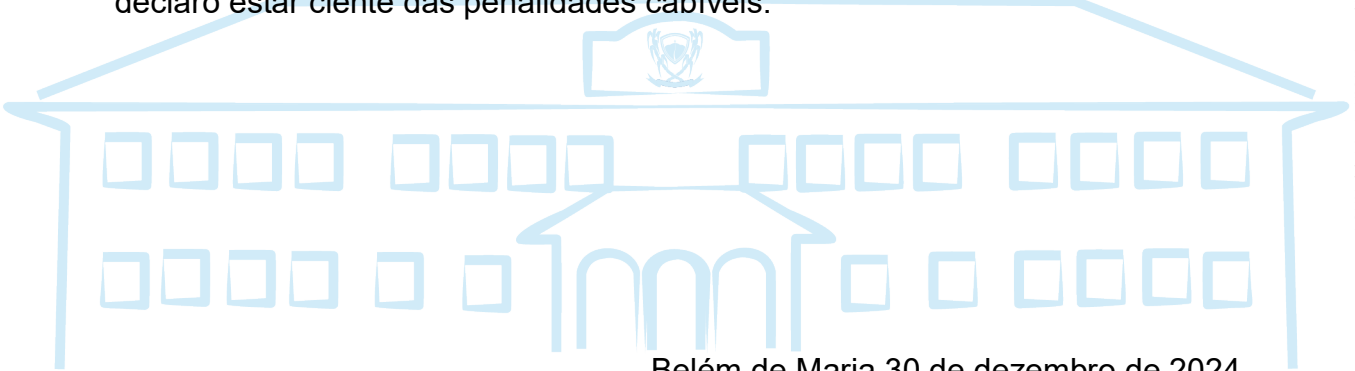 declaro estar ciente das penalidades cabíveis.
Belém de Maria 30 de dezembro de 2024